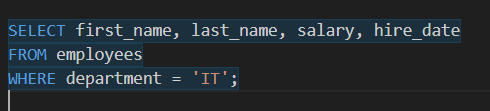 SELECT first_name, last_name, salary, hire_date
FROM employees
WHERE department = 'IT';